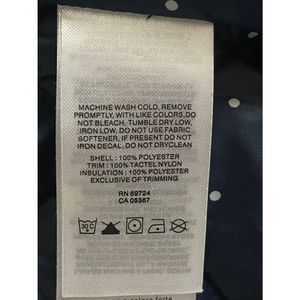 MACHINE WASH COLD, REMOVE
PROMPTLY, WITH LIKE COLORS,DO
NOT BLEACH, TUMBLE DRY LOW,
IRON LOW, DO NOT USE FABRIC
SOFTENER, IF PRESENT DO NOT
IRON DECAL, DO NOT DRYCLEAN
SHELL : 100% POLYESTER
TRIM : 100% TACTEL NYLON
INSULATION : 100% POLYESTER
EXCLUSIVE OF TRIMMING
RN 69724
CA 05367
30C